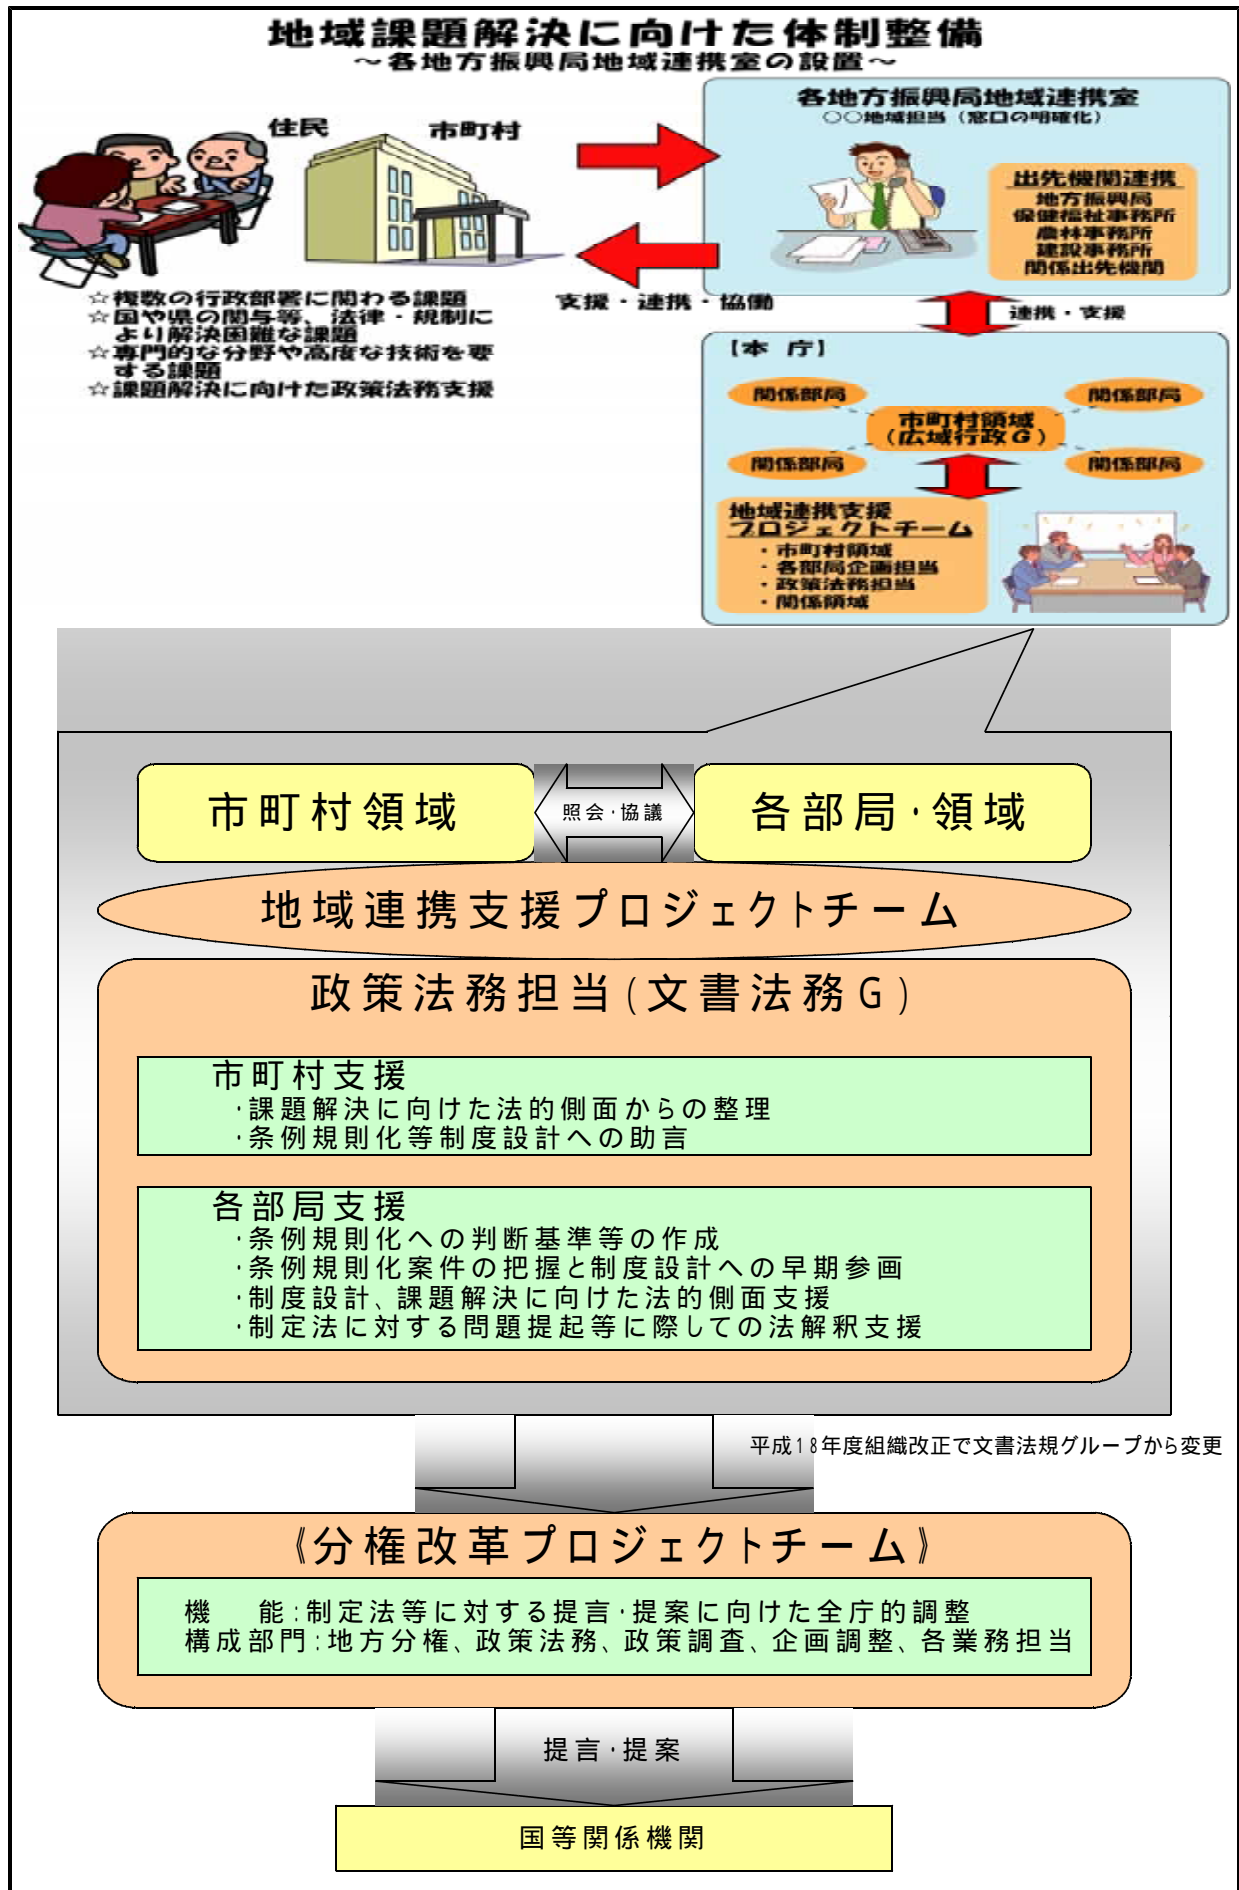 地域課題解決に向けた体制整備
～各地方振興局地域連携室の設置～
住民
市町村
☆複数の行政部署に関わる課題
☆国や県の関与等、法律・規制に
より解決困難な課題
☆専門的な分野や高度な技術を要
する課題
☆課題解決に向けた政策法務支援
支援・連携・協働
各地方振興局地域連携室
○○地域担当（窓口の明確化）
出先機関連携
地方振興局
保健福祉事務所
農林事務所
建設事務所
関係出先機関
連携・支援
【本 庁】
関係部局
関係部局
市町村領域
（広域行政G）
関係部局
関係部局
地域連携支援
プロジェクトチーム
・市町村領域
・各部局企画担当
・政策法務担当
・関係領域
市町村領域
照会・協議
各部局・領域
地域連携支援プロジェクトチーム
政策法務担当（文書法務G）
市町村支援
・課題解決に向けた法的側面からの整理
・条例規則化等制度設計への助言
各部局支援
・条例規則化への判断基準等の作成
・条例規則化案件の把握と制度設計への早期参画
・制度設計、課題解決に向けた法的側面支援
・制定法に対する問題提起等に際しての法解釈支援
平成18年度組織改正で文書法規グループから変更
《分権改革プロジェクトチーム》
機　能：制定法等に対する提言・提案に向けた全庁的調整
構成部門：地方分権、政策法務、政策調査、企画調整、各業務担当
提言・提案
国等関係機関